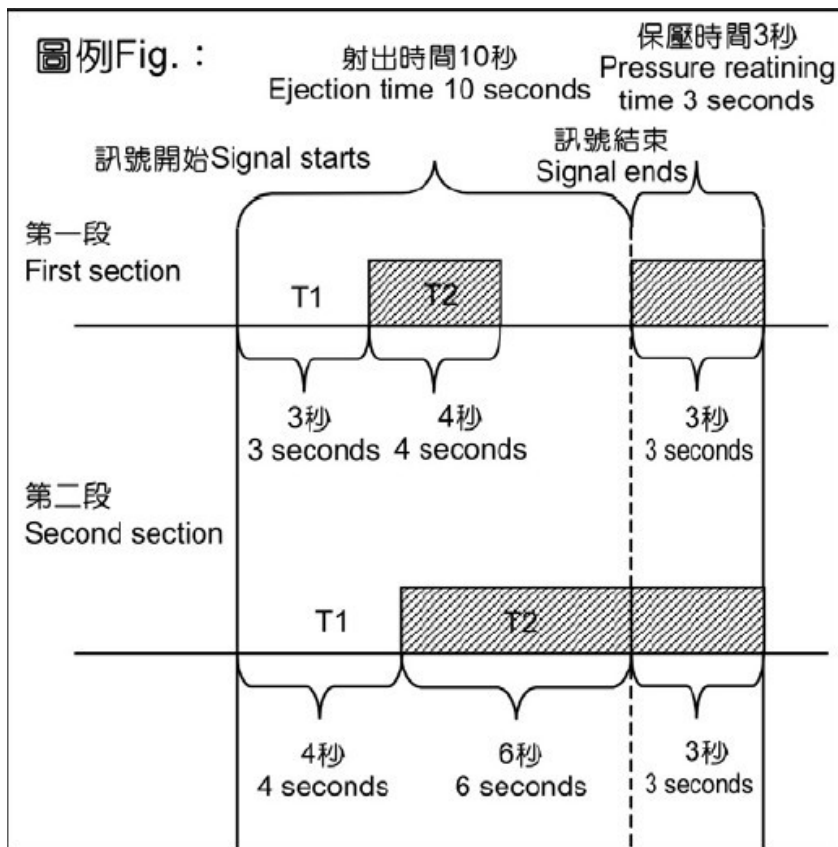 圖例Fig.：
射出時間10秒
Ejection time 10 seconds
保壓時間3秒
Pressure reatining
time 3 seconds
訊號開始Signal starts
訊號結束
Signal ends
第一段
First section
T1
T2
3秒
3 seconds
4秒
4 seconds
3秒
3 seconds
第二段
Second section
T1
T2
4秒
4 seconds
6秒
6 seconds
3秒
3 seconds